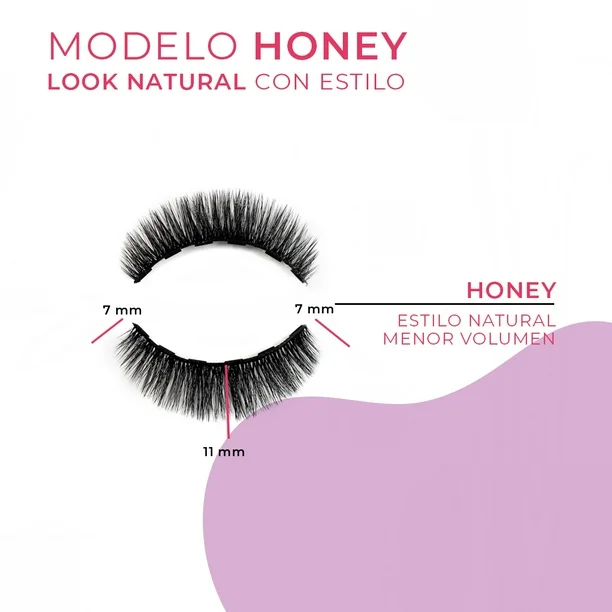 MODELO HONEY
LOOK NATURAL CON ESTILO
HONEY
7 mm
7 mm
ESTILO NATURAL
MENOR VOLUMEN
11 mm